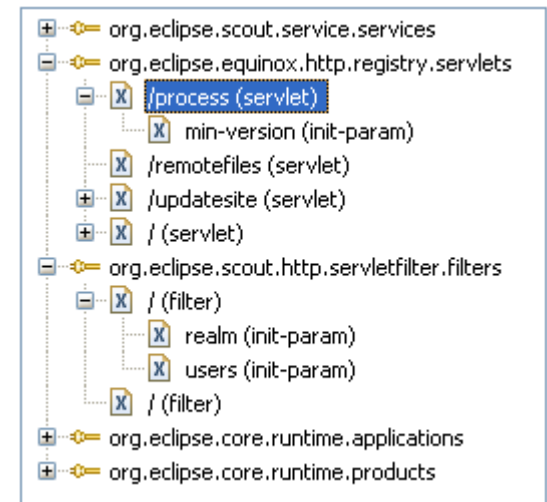 org.eclipse.scout.service.services
org.eclipse.equinox.http.registry.servlets
/process (servlet)
min-version (init-param)
/remotefiles (servlet)
/updatesite (servlet)
/ (servlet)
org.eclipse.scout.http.servletfilter.filters
/ (filter)
realm (init-param)
users (init-param)
/ (filter)
org.eclipse.core.runtime.applications
org.eclipse.core.runtime.products